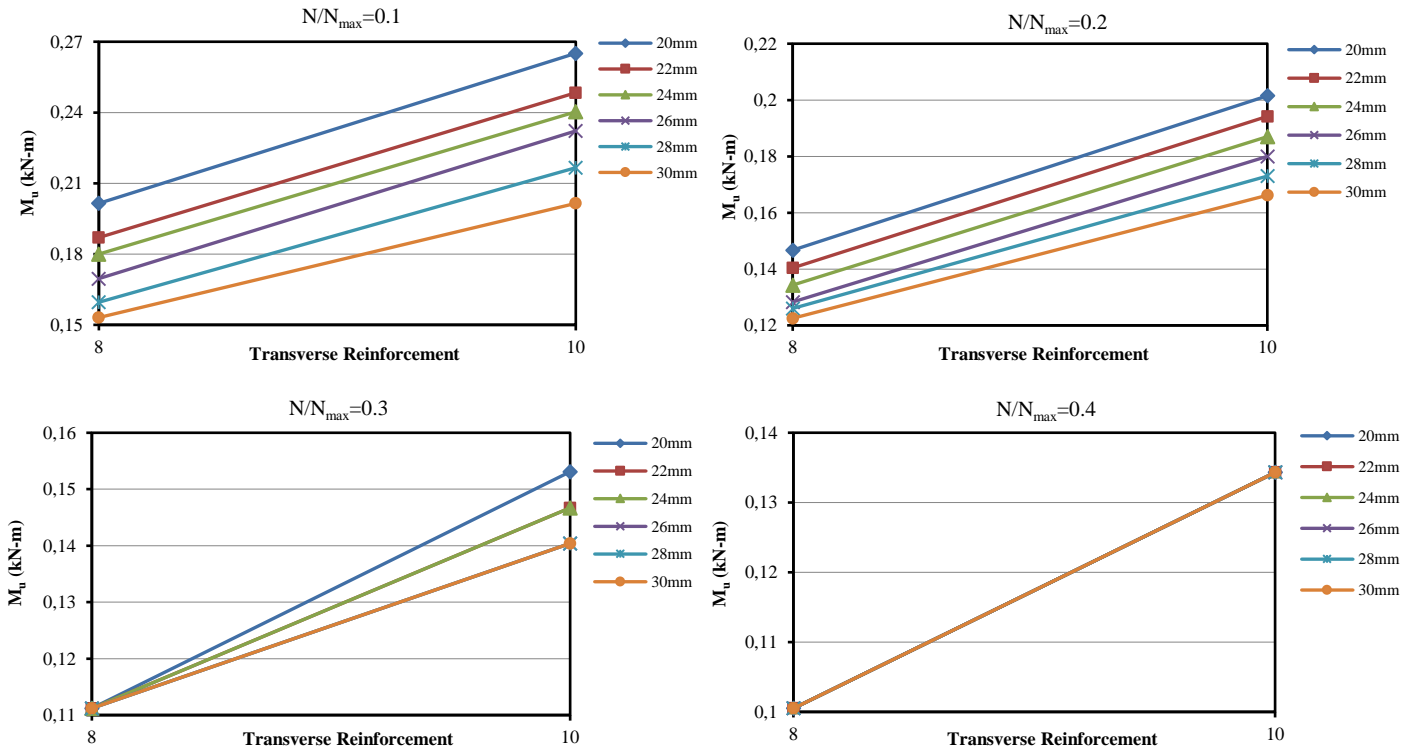 N/Nmax=0.1
0,27
0,24
0,21
0,18
0,15
Mu (kN-m)
8
10
Transverse Reinforcement
20mm
22mm
24mm
26mm
28mm
30mm
N/Nmax=0.2
0,22
0,2
0,18
0,16
0,14
0,12
Mu (kN-m)
8
10
Transverse Reinforcement
20mm
22mm
24mm
26mm
28mm
30mm
N/Nmax=0.3
0,16
0,15
0,14
0,13
0,12
0,11
Mu (kN-m)
8
10
Transverse Reinforcement
20mm
22mm
24mm
26mm
28mm
30mm
N/Nmax=0.4
0,14
0,13
0,12
0,11
0,1
Mu (kN-m)
8
10
Transverse Reinforcement
20mm
22mm
24mm
26mm
28mm
30mm